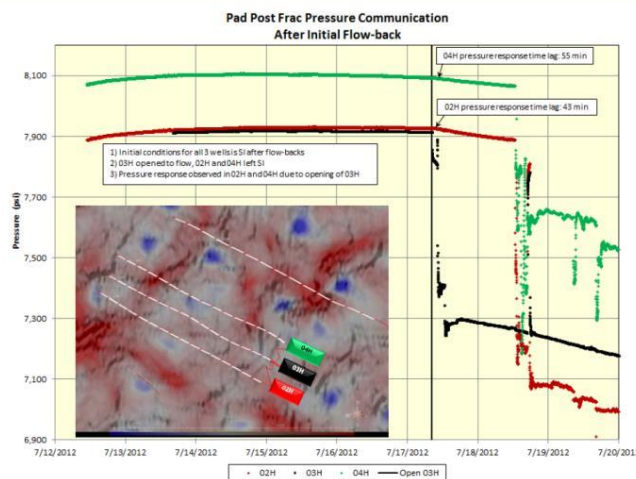 Pad Post Frac Pressure Communication
After Initial Flow-back
04H pressure response time lag: 55 min
02H pressure response time lag: 43 min
1) Initial conditions for all 3 wells is SI after flow-backs
2) 03H opened to flow, 02H and 04H left SI
3) Pressure response observed in 02H and 04H due to opening of 03H
Pressure (psi)
8,100
7,900
7,700
7,500
7,300
7,100
6,900
04H
03H
02H
7/12/2012 7/13/2012 7/14/2012 7/15/2012 7/16/2012 7/17/2012 7/18/2012 7/19/2012 7/20/2012
02H 03H 04H Open 03H